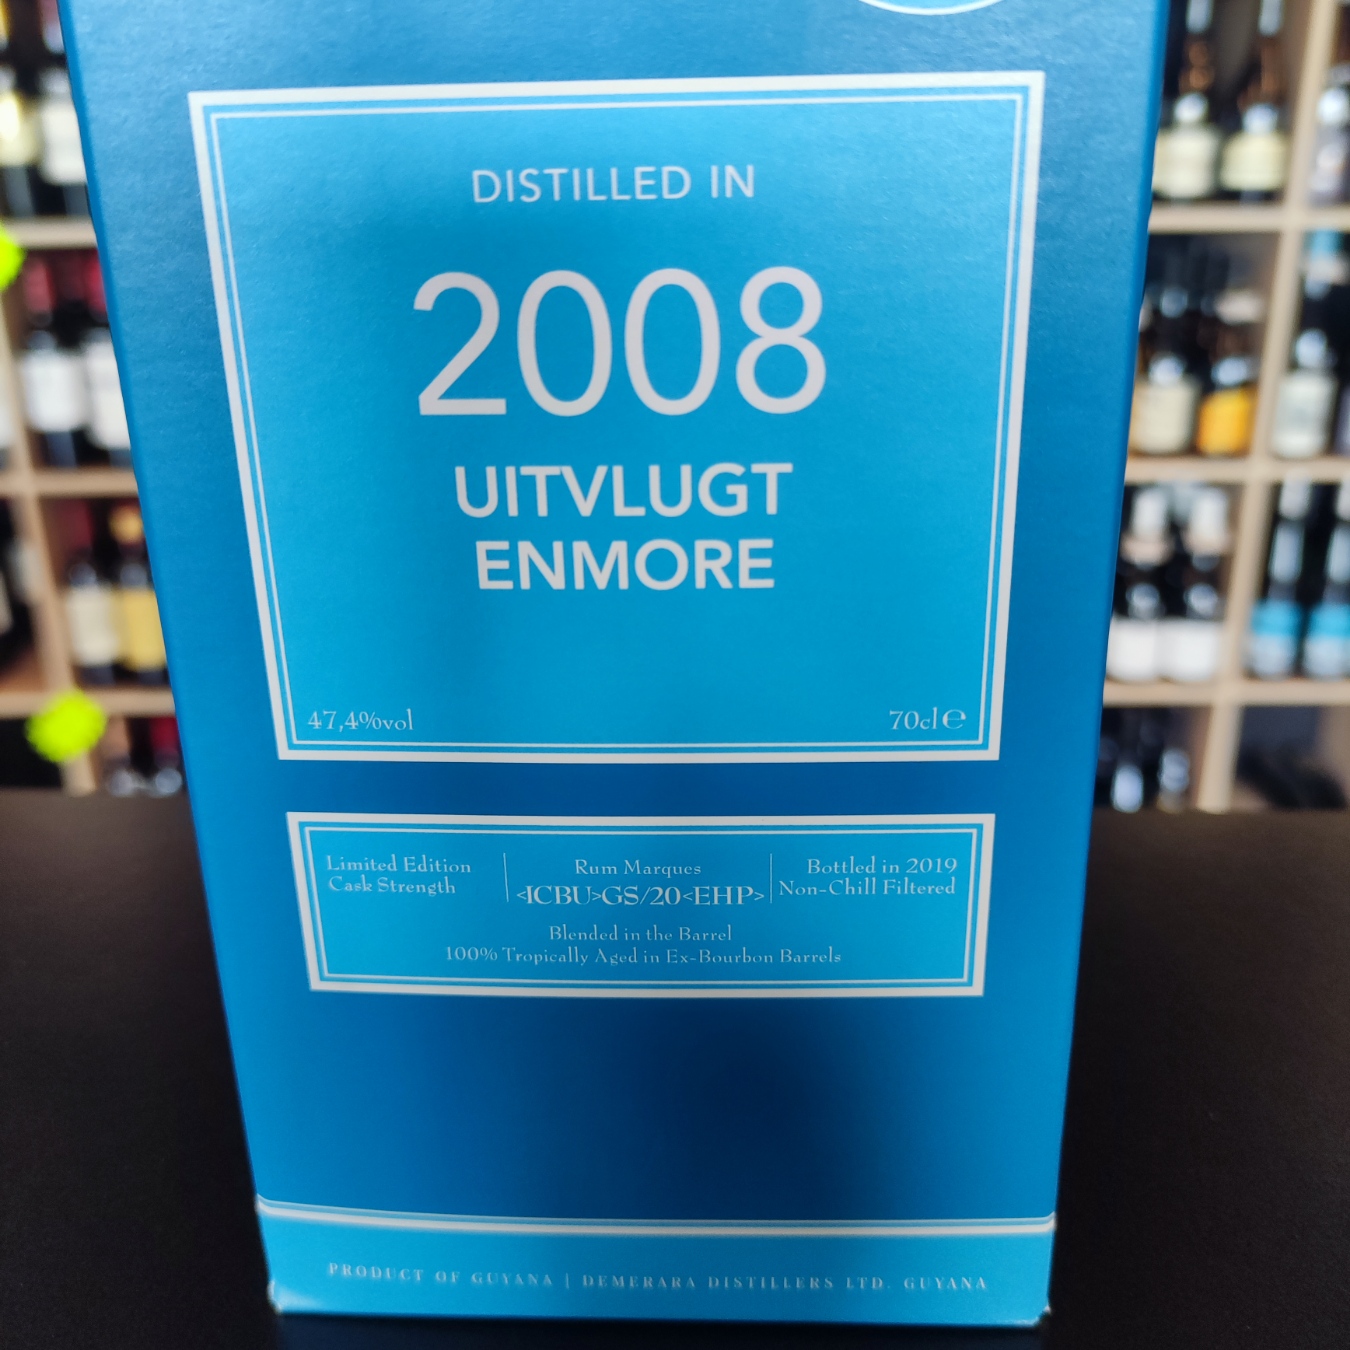 DISTILLED IN
2008
UITVLUGT
ENMORE
47,4%vol
70cl ℮
Limited Edition
Cask Strength
Rum Marques
<ICBU>GS/20<EHP>
Bottled in 2019
Non-Chill Filtered
Blended in the Barrel
100% Tropically Aged in Ex-Bourbon Barrels
PRODUCT OF GUYANA | DEMERARA DISTILLERS LTD. GUYANA